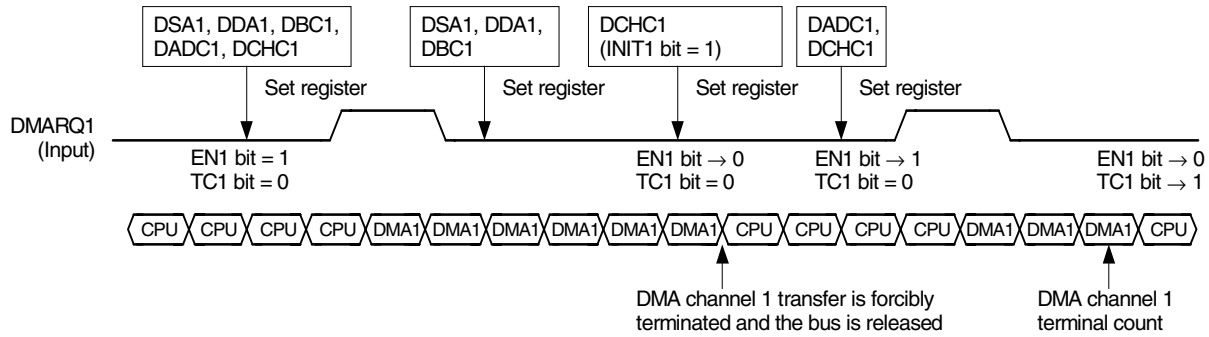 DSA1, DDA1, DBC1,
DADC1, DCHC1
DSA1, DDA1,
DBC1
DCHC1
(INIT1 bit = 1)
DADC1,
DCHC1
Set register
Set register
Set register
Set register
DMARQ1
(Input)
EN1 bit = 1
TC1 bit = 0
EN1 bit → 0
TC1 bit = 0
EN1 bit → 1
TC1 bit = 0
EN1 bit → 0
TC1 bit → 1
CPU CPU CPU CPU DMA1 DMA1 DMA1 DMA1 DMA1 DMA1 CPU CPU CPU CPU DMA1 DMA1 DMA1 CPU
DMA channel 1 transfer is forcibly
terminated and the bus is released
DMA channel 1
terminal count